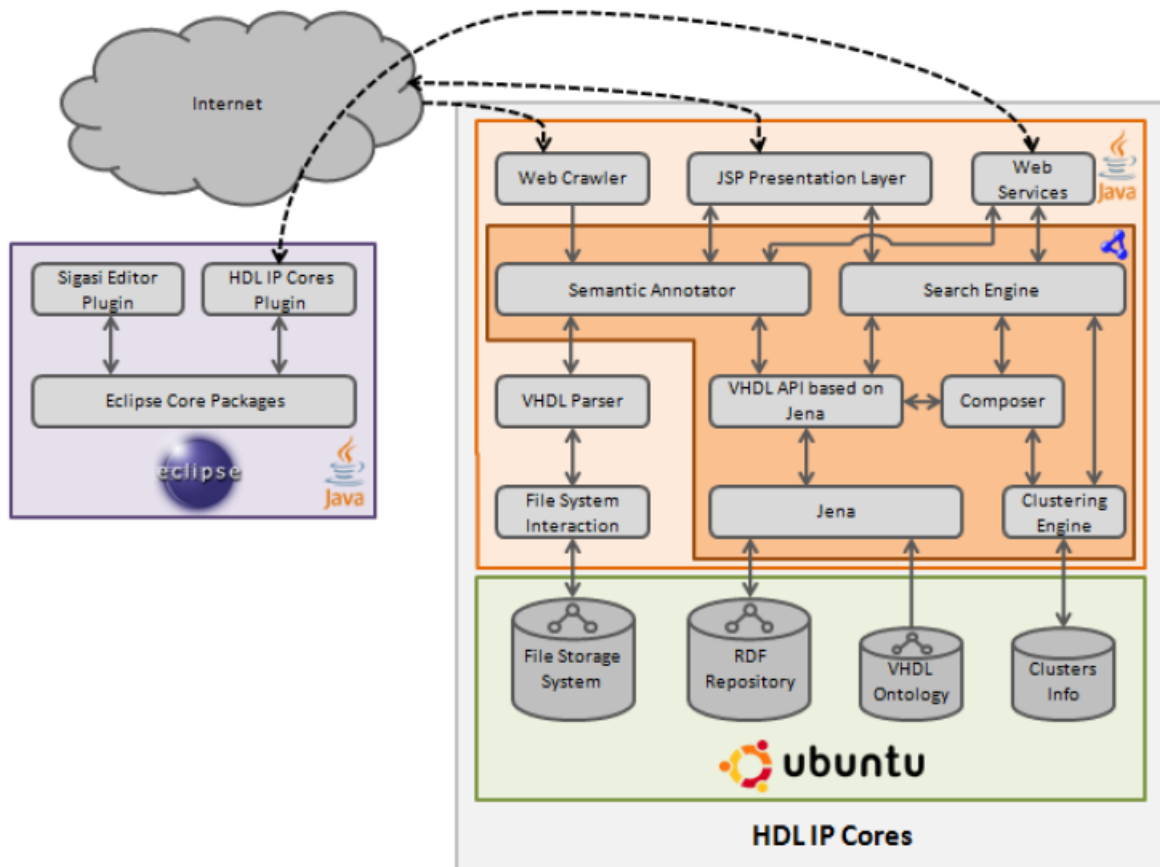 Internet
Web Crawler
JSP Presentation Layer
Web
Services
Java
Sigasi Editor
Plugin
HDL IP Cores
Plugin
Eclipse Core Packages
eclipse
Java
Semantic Annotator
Search Engine
VHDL Parser
VHDL API based on
Jena
Composer
File System
Interaction
Jena
Clustering
Engine
File Storage
System
RDF
Repository
VHDL
Ontology
Clusters
Info
ubuntu
HDL IP Cores